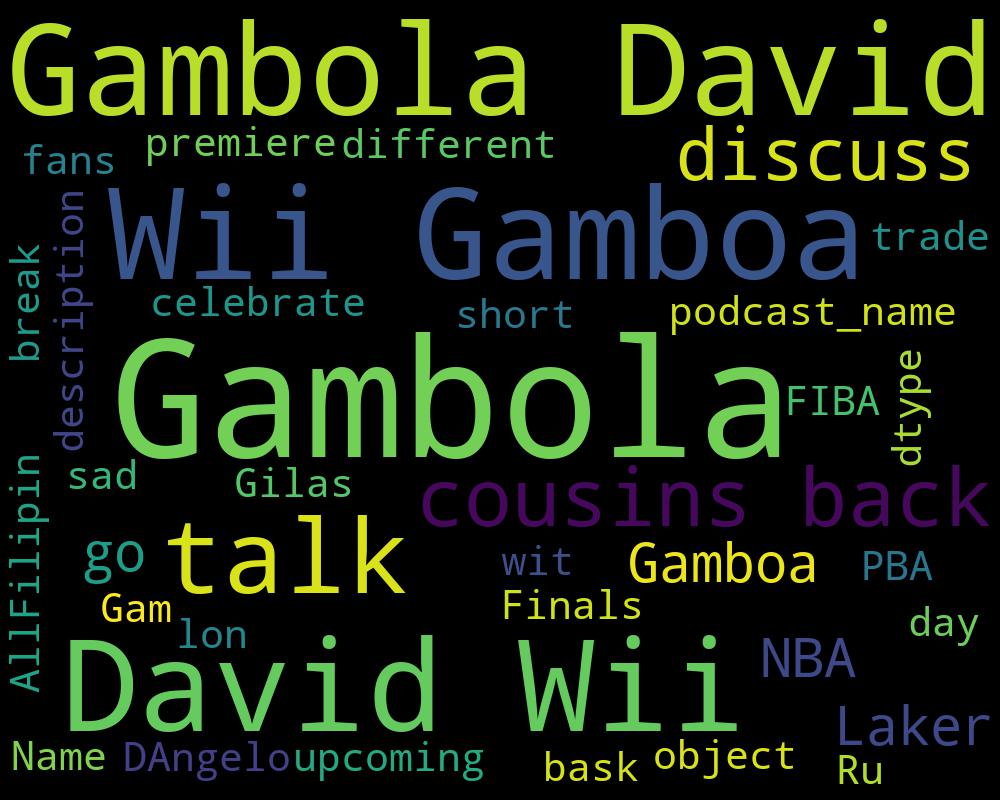 Gambola David
premiere different
fans
discuss
Wii Gamboa
trade
description
break
celebrate
short
podcast_name
Gambola
FIBA
dtype
sad
Gilas
cousins back
AllFilipin
talk
go
wit
Gamboa
PBA
Gam
Finals
day
lon
David Wii
NBA
Laker
Name
DAngelo
upcoming
bask
object
Ru